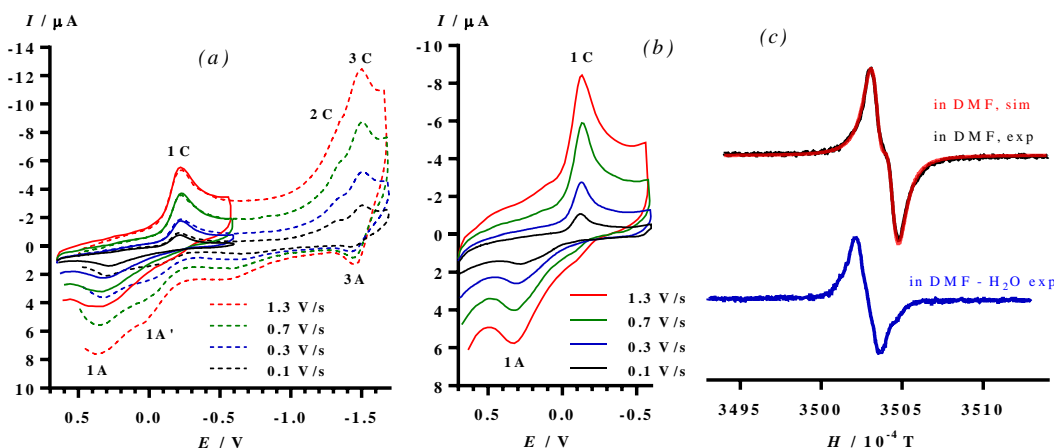 I / μA
(a)
-14
-12
-10
-8
-6
-4
-2
0
2
4
6
8
10
0.5
0.0
-0.5
-1.0
-1.5
E / V
1 C
2 C
3 C
3A
1A'
1A
1.3 V/s
0.7 V/s
0.3 V/s
0.1 V/s
I / μA
(b)
-10
-8
-6
-4
-2
0
2
4
6
8
0.5
0.0
-0.5
E / V
1 C
1A
1.3 V/s
0.7 V/s
0.3 V/s
0.1 V/s
(c)
in DMF, sim
in DMF, exp
in DMF - H₂O exp
3495
3500
3505
3510
H / 10⁻⁴ T